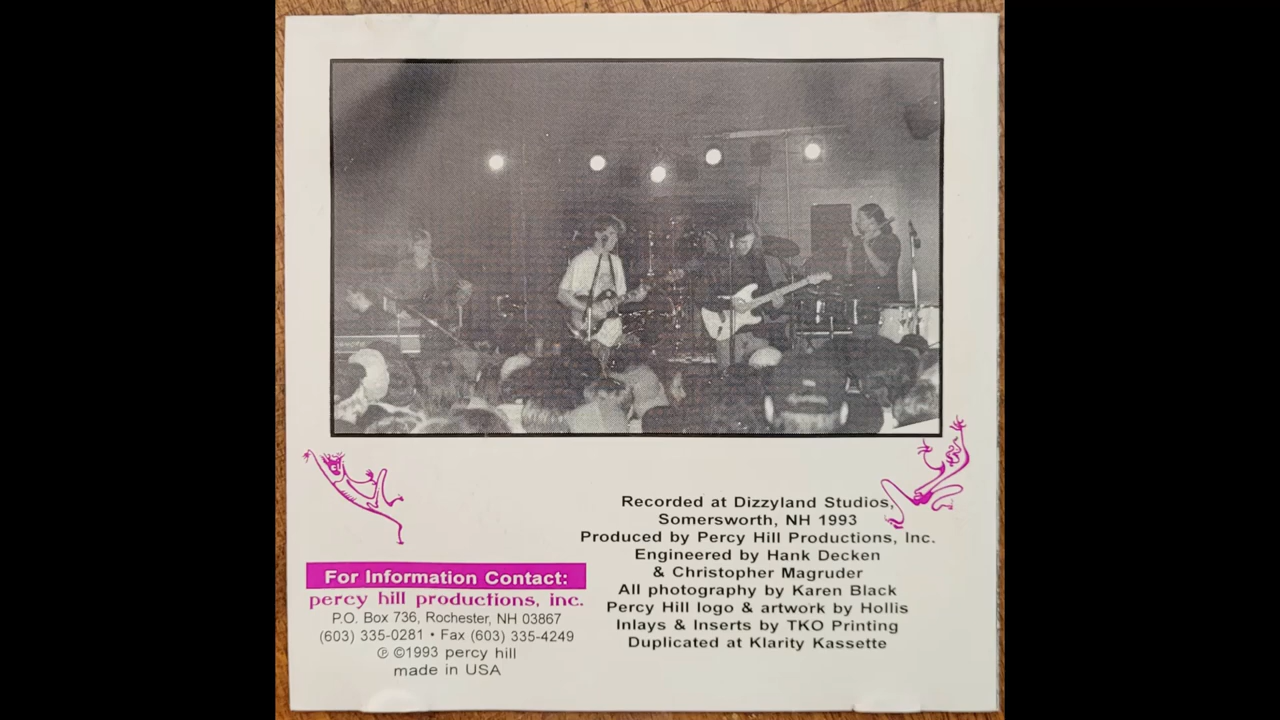 Recorded at Dizzyland Studios,
Somersworth, NH 1993
Produced by Percy Hill Productions, Inc.
Engineered by Hank Decken
& Christopher Magruder
All photography by Karen Black
Percy Hill logo & artwork by Hollis
Inlays & Inserts by TKO Printing
Duplicated at Klarity Kassette
For Information Contact:
percy hill productions, inc.
P.O. Box 736, Rochester, NH 03867
(603) 335-0281 • Fax (603) 335-4249
℗ ©1993 percy hill
made in USA